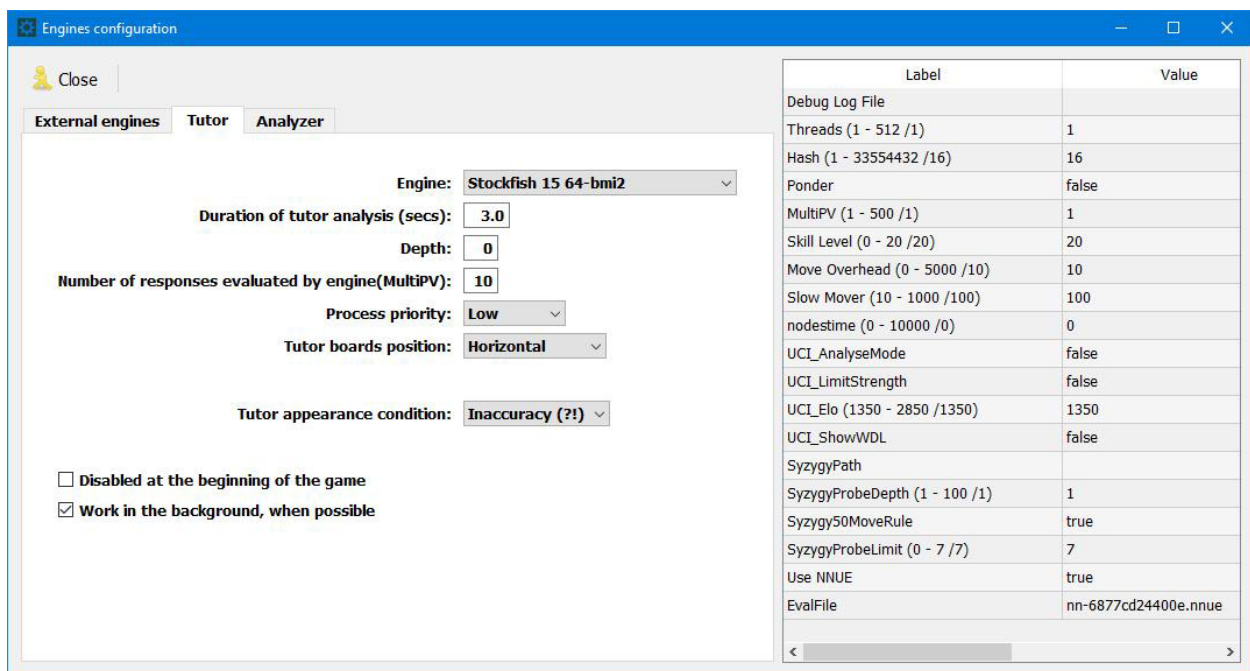 Engines configuration
Close
External engines Tutor Analyzer
Engine: Stockfish 15 64-bmi2
Duration of tutor analysis (secs): 3.0
Depth: 0
Number of responses evaluated by engine(MultiPV): 10
Process priority: Low
Tutor boards position: Horizontal
Tutor appearance condition: Inaccuracy (?!)
Disabled at the beginning of the game
Work in the background, when possible
Label Value
Debug Log File
Threads (1 - 512 /1) 1
Hash (1 - 33554432 /16) 16
Ponder false
MultiPV (1 - 500 /1) 1
Skill Level (0 - 20 /20) 20
Move Overhead (0 - 5000 /10) 10
Slow Mover (10 - 1000 /100) 100
nodestime (0 - 10000 /0) 0
UCI_AnalyseMode false
UCI_LimitStrength false
UCI_Elo (1350 - 2850 /1350) 1350
UCI_ShowWDL false
SyzygyPath
SyzygyProbeDepth (1 - 100 /1) 1
Syzygy50MoveRule true
SyzygyProbeLimit (0 - 7 /7) 7
Use NNUE true
EvalFile nn-6877cd24400e.nnue